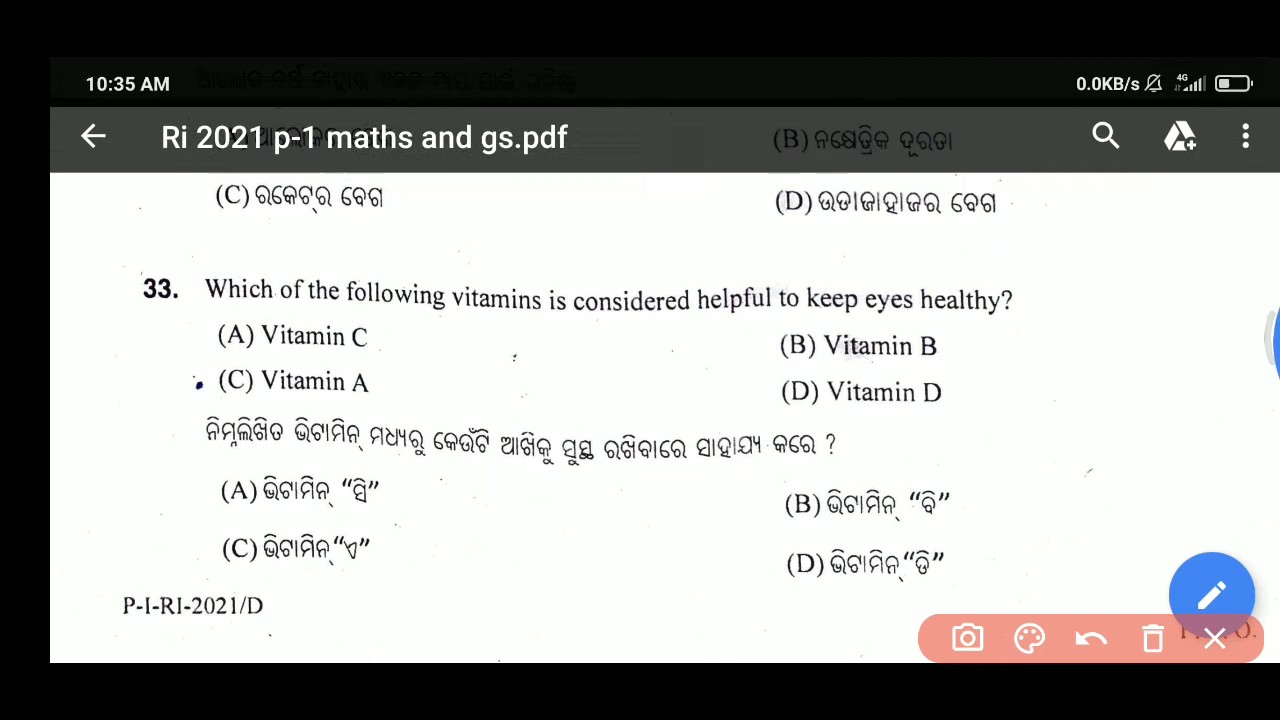 10:35 AM 0.0KB/s 4G
Ri 2021 p-1 maths and gs.pdf
(B) ନକ୍ଷେତ୍ରିକ ଦୂରତା
(C) ରକେଟ୍‌ର ବେଗ (D) ଉଡାଜାହାଜର ବେଗ
33. Which of the following vitamins is considered helpful to keep eyes healthy?
(A) Vitamin C (B) Vitamin B
(C) Vitamin A (D) Vitamin D
ନିମ୍ନଲିଖିତ ଭିଟାମିନ୍ ମଧ୍ୟରୁ କେଉଁଟି ଆଖିକୁ ସୁସ୍ଥ ରଖିବାରେ ସାହାଯ୍ୟ କରେ ?
(A) ଭିଟାମିନ୍ “ସି” (B) ଭିଟାମିନ୍ “ବି”
(C) ଭିଟାମିନ୍ “ଏ” (D) ଭିଟାମିନ୍ “ଡି”
P-I-RI-2021/D